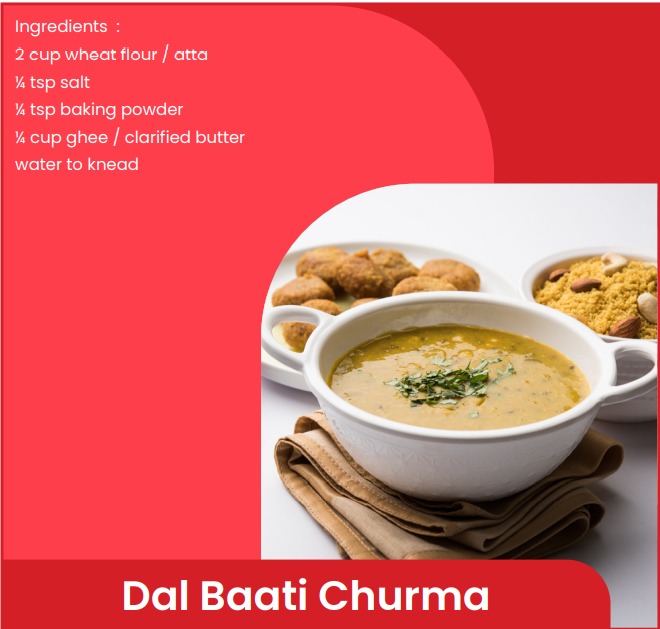 Ingredients :
2 cup wheat flour / atta
¼ tsp salt
¼ tsp baking powder
¼ cup ghee / clarified butter
water to knead
Dal Baati Churma